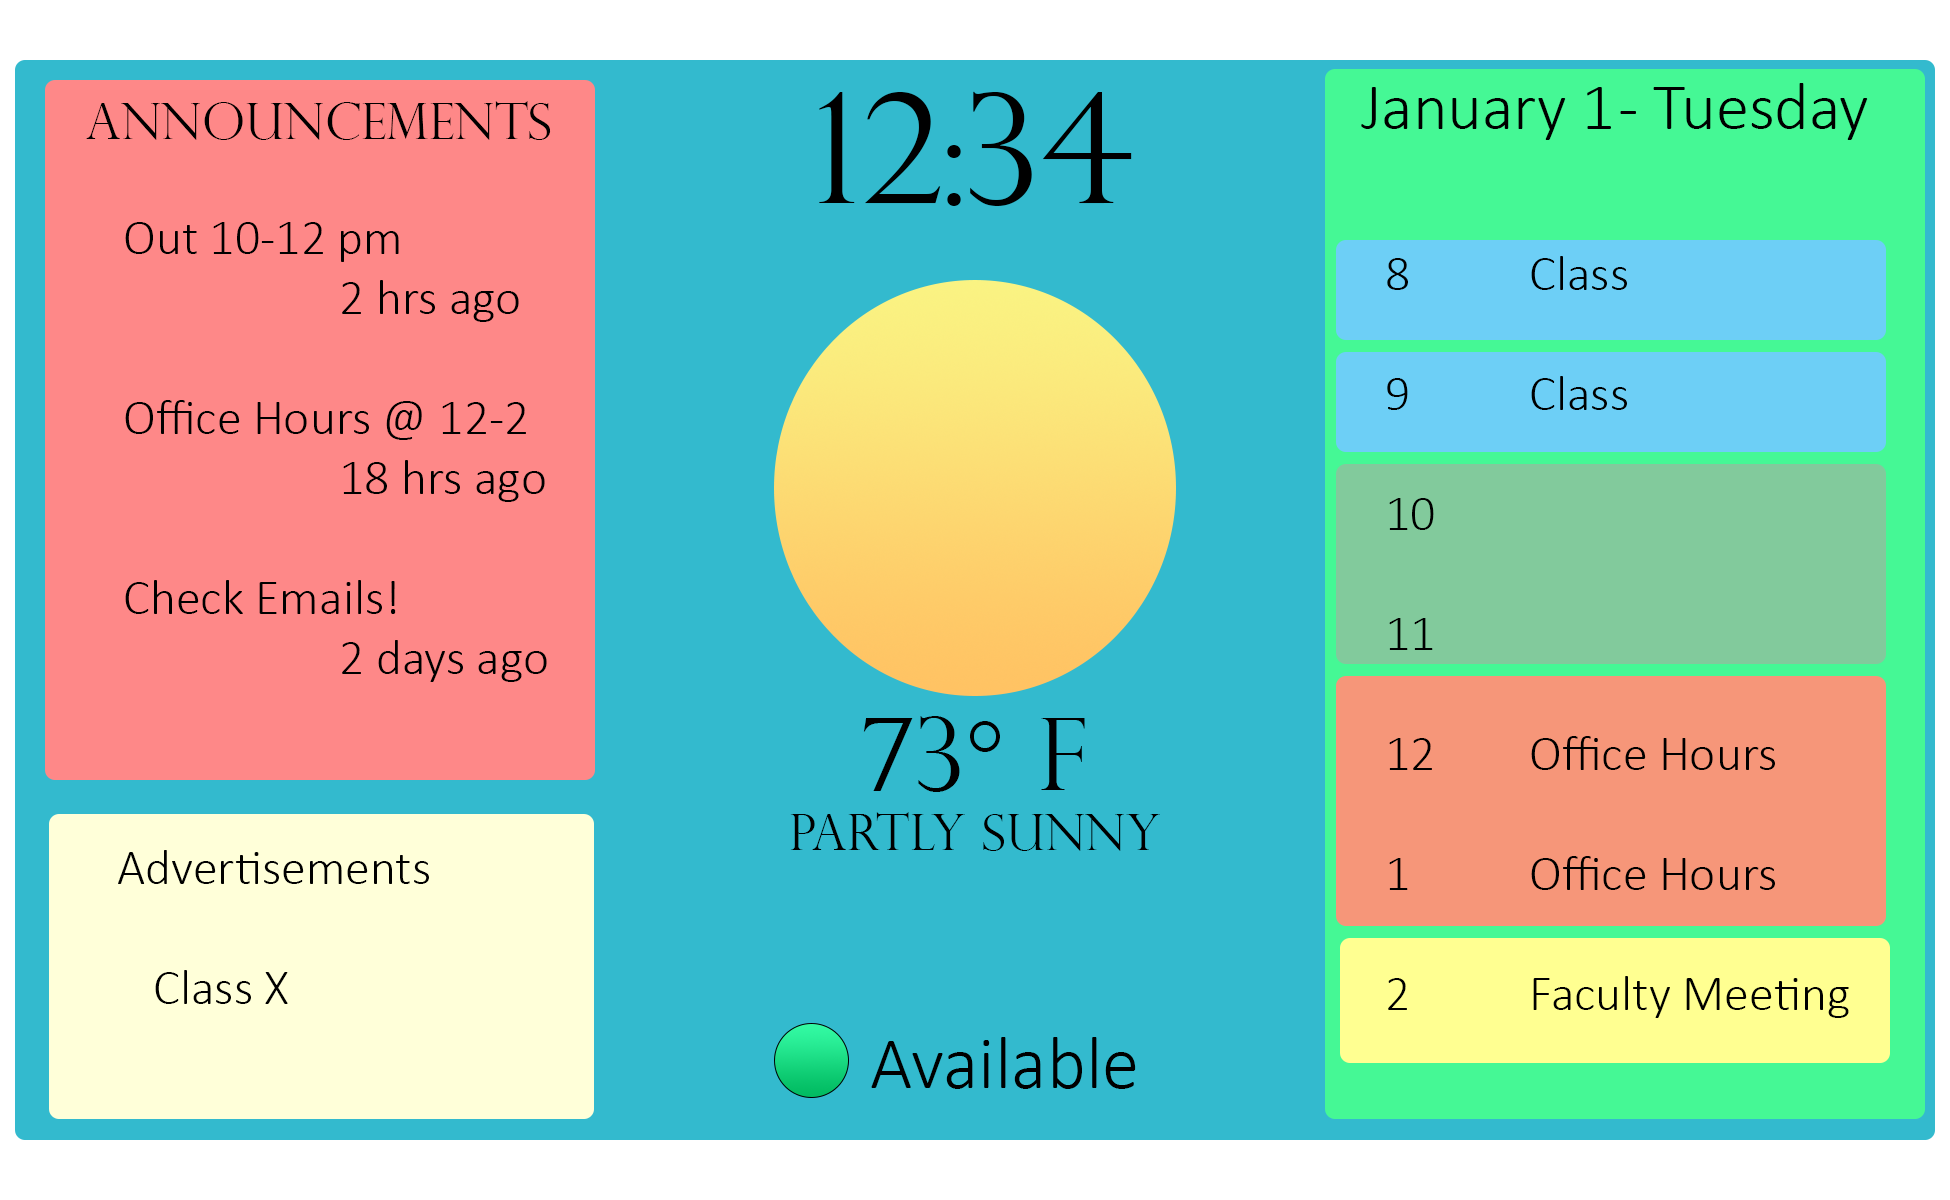 ANNOUNCEMENTS
Out 10-12 pm
2 hrs ago
Office Hours @ 12-2
18 hrs ago
Check Emails!
2 days ago
Advertisements
Class X
12:34
73° F
PARTLY SUNNY
Available
January 1- Tuesday
8 Class
9 Class
10
11
12 Office Hours
1 Office Hours
2 Faculty Meeting